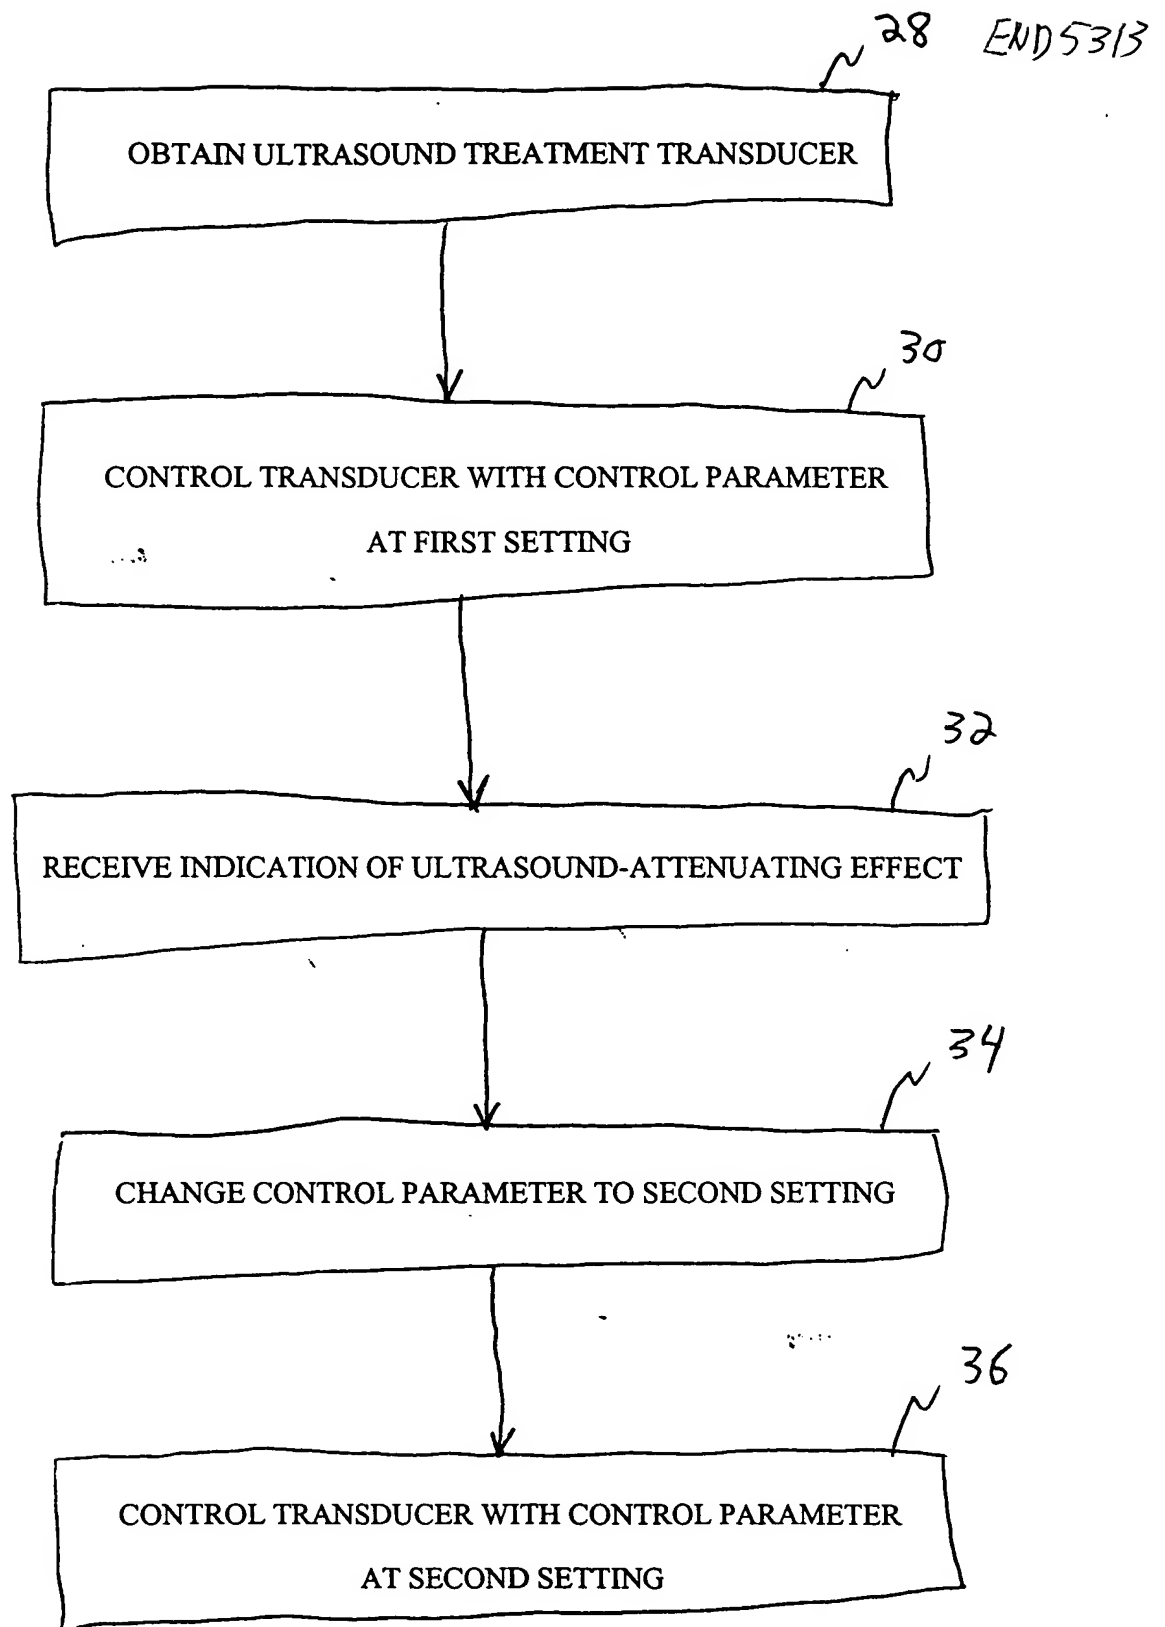 28 END5313
OBTAIN ULTRASOUND TREATMENT TRANSDUCER
30
CONTROL TRANSDUCER WITH CONTROL PARAMETER
AT FIRST SETTING
32
RECEIVE INDICATION OF ULTRASOUND-ATTENUATING EFFECT
34
CHANGE CONTROL PARAMETER TO SECOND SETTING
36
CONTROL TRANSDUCER WITH CONTROL PARAMETER
AT SECOND SETTING